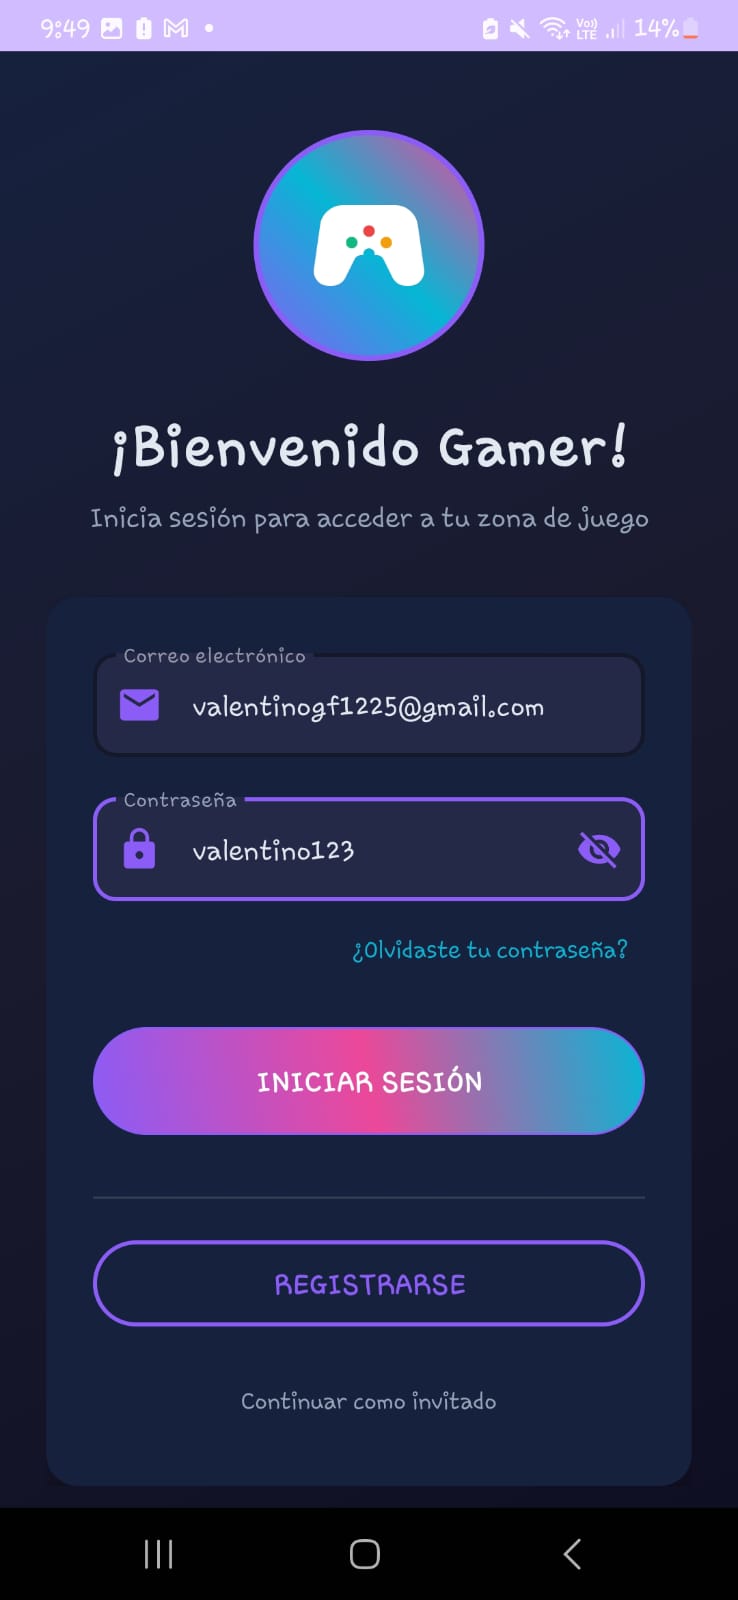 9:49
Vo))
LTE
14%
¡Bienvenido Gamer!
Inicia sesión para acceder a tu zona de juego
Correo electrónico
valentinogf1225@gmail.com
Contraseña
valentino123
¿Olvidaste tu contraseña?
INICIAR SESIÓN
REGISTRARSE
Continuar como invitado